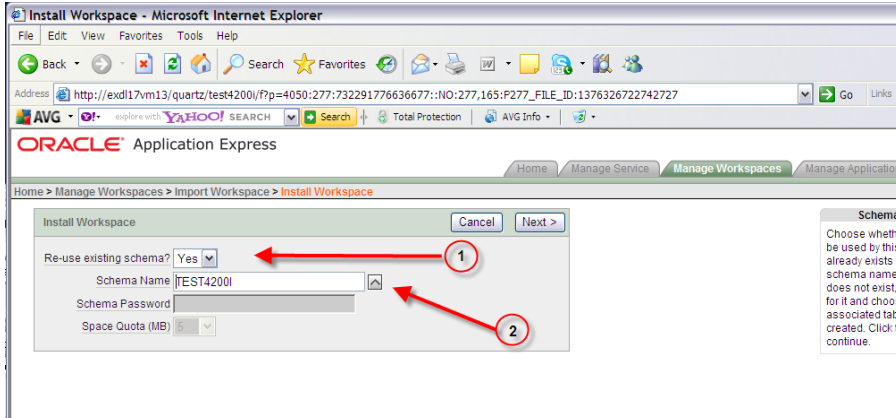 Install Workspace - Microsoft Internet Explorer
File Edit View Favorites Tools Help
Back Search Favorites
Address http://exdl17vm13/quartz/test4200i/f?p=4050:277:732291776636677::NO:277,165:P277_FILE_ID:1376326722742727 Go Links
AVG Y! explore with YAHOO! SEARCH Search Total Protection AVG Info
ORACLE Application Express
Home Manage Service Manage Workspaces Manage Applicatio
Home > Manage Workspaces > Import Workspace > Install Workspace
Install Workspace Cancel Next >
Re-use existing schema? Yes 1
Schema Name TEST4200I
Schema Password
Space Quota (MB) 5 2
Schema
Choose wheth
be used by this
already exists
schema name
does not exist,
for it and choo
associated tab
created. Click
continue.